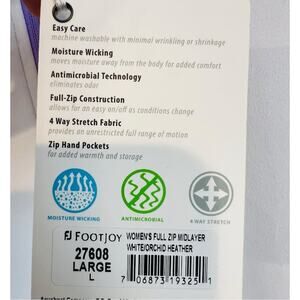 Easy Care
machine washable with minimal wrinkling or shrinkage
Moisture Wicking
moves moisture away from the body for added comfort
Antimicrobial Technology
eliminates odor
Full-Zip Construction
allows for an easy on/off as conditions change
4 Way Stretch Fabric
provides an unrestricted full range of motion
Zip Hand Pockets
for added warmth and storage
MOISTURE WICKING
ANTIMICROBIAL
4 WAY STRETCH
FJ FOOTJOY
27608
LARGE
L
WOMEN'S FULL ZIP MIDLAYER
WHITE/ORCHID HEATHER
7 06873 19325 1